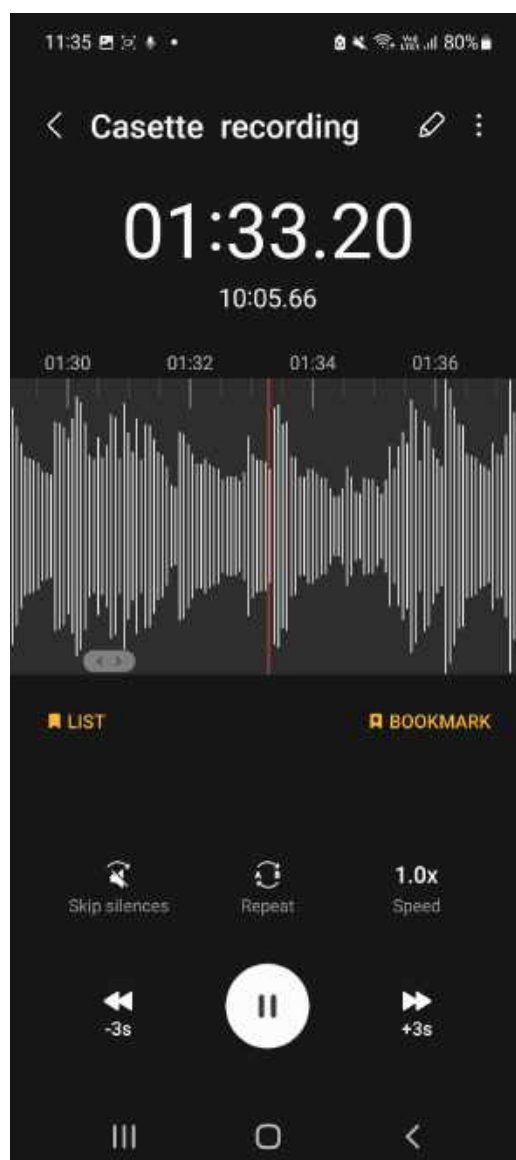 11:35 80%
Casette recording
01:33.20
10:05.66
01:30 01:32 01:34 01:36
LIST BOOKMARK
1.0x
Skip silences Repeat Speed
-3s +3s